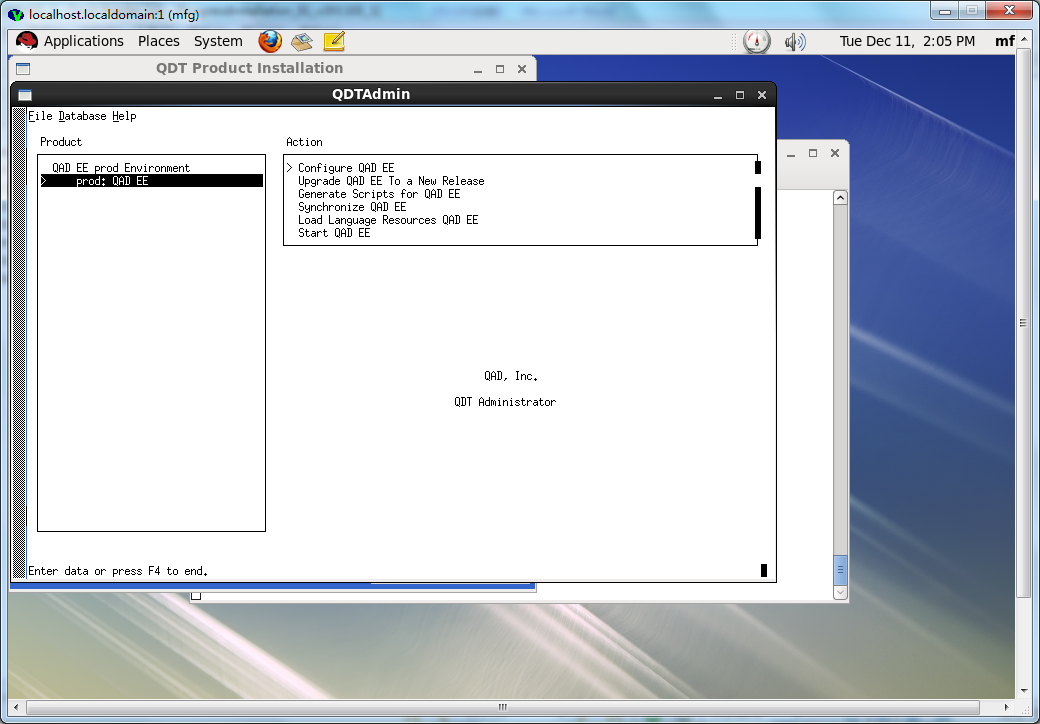 localhost.localdomain:1 (mfg)
Applications Places System
Tue Dec 11, 2:05 PM mf
QDT Product Installation
QDTAdmin
File Database Help
Product
Action
QAD EE prod Environment
> prod: QAD EE
> Configure QAD EE
Upgrade QAD EE To a New Release
Generate Scripts for QAD EE
Synchronize QAD EE
Load Language Resources QAD EE
Start QAD EE
QAD, Inc.
QDT Administrator
Enter data or press F4 to end.